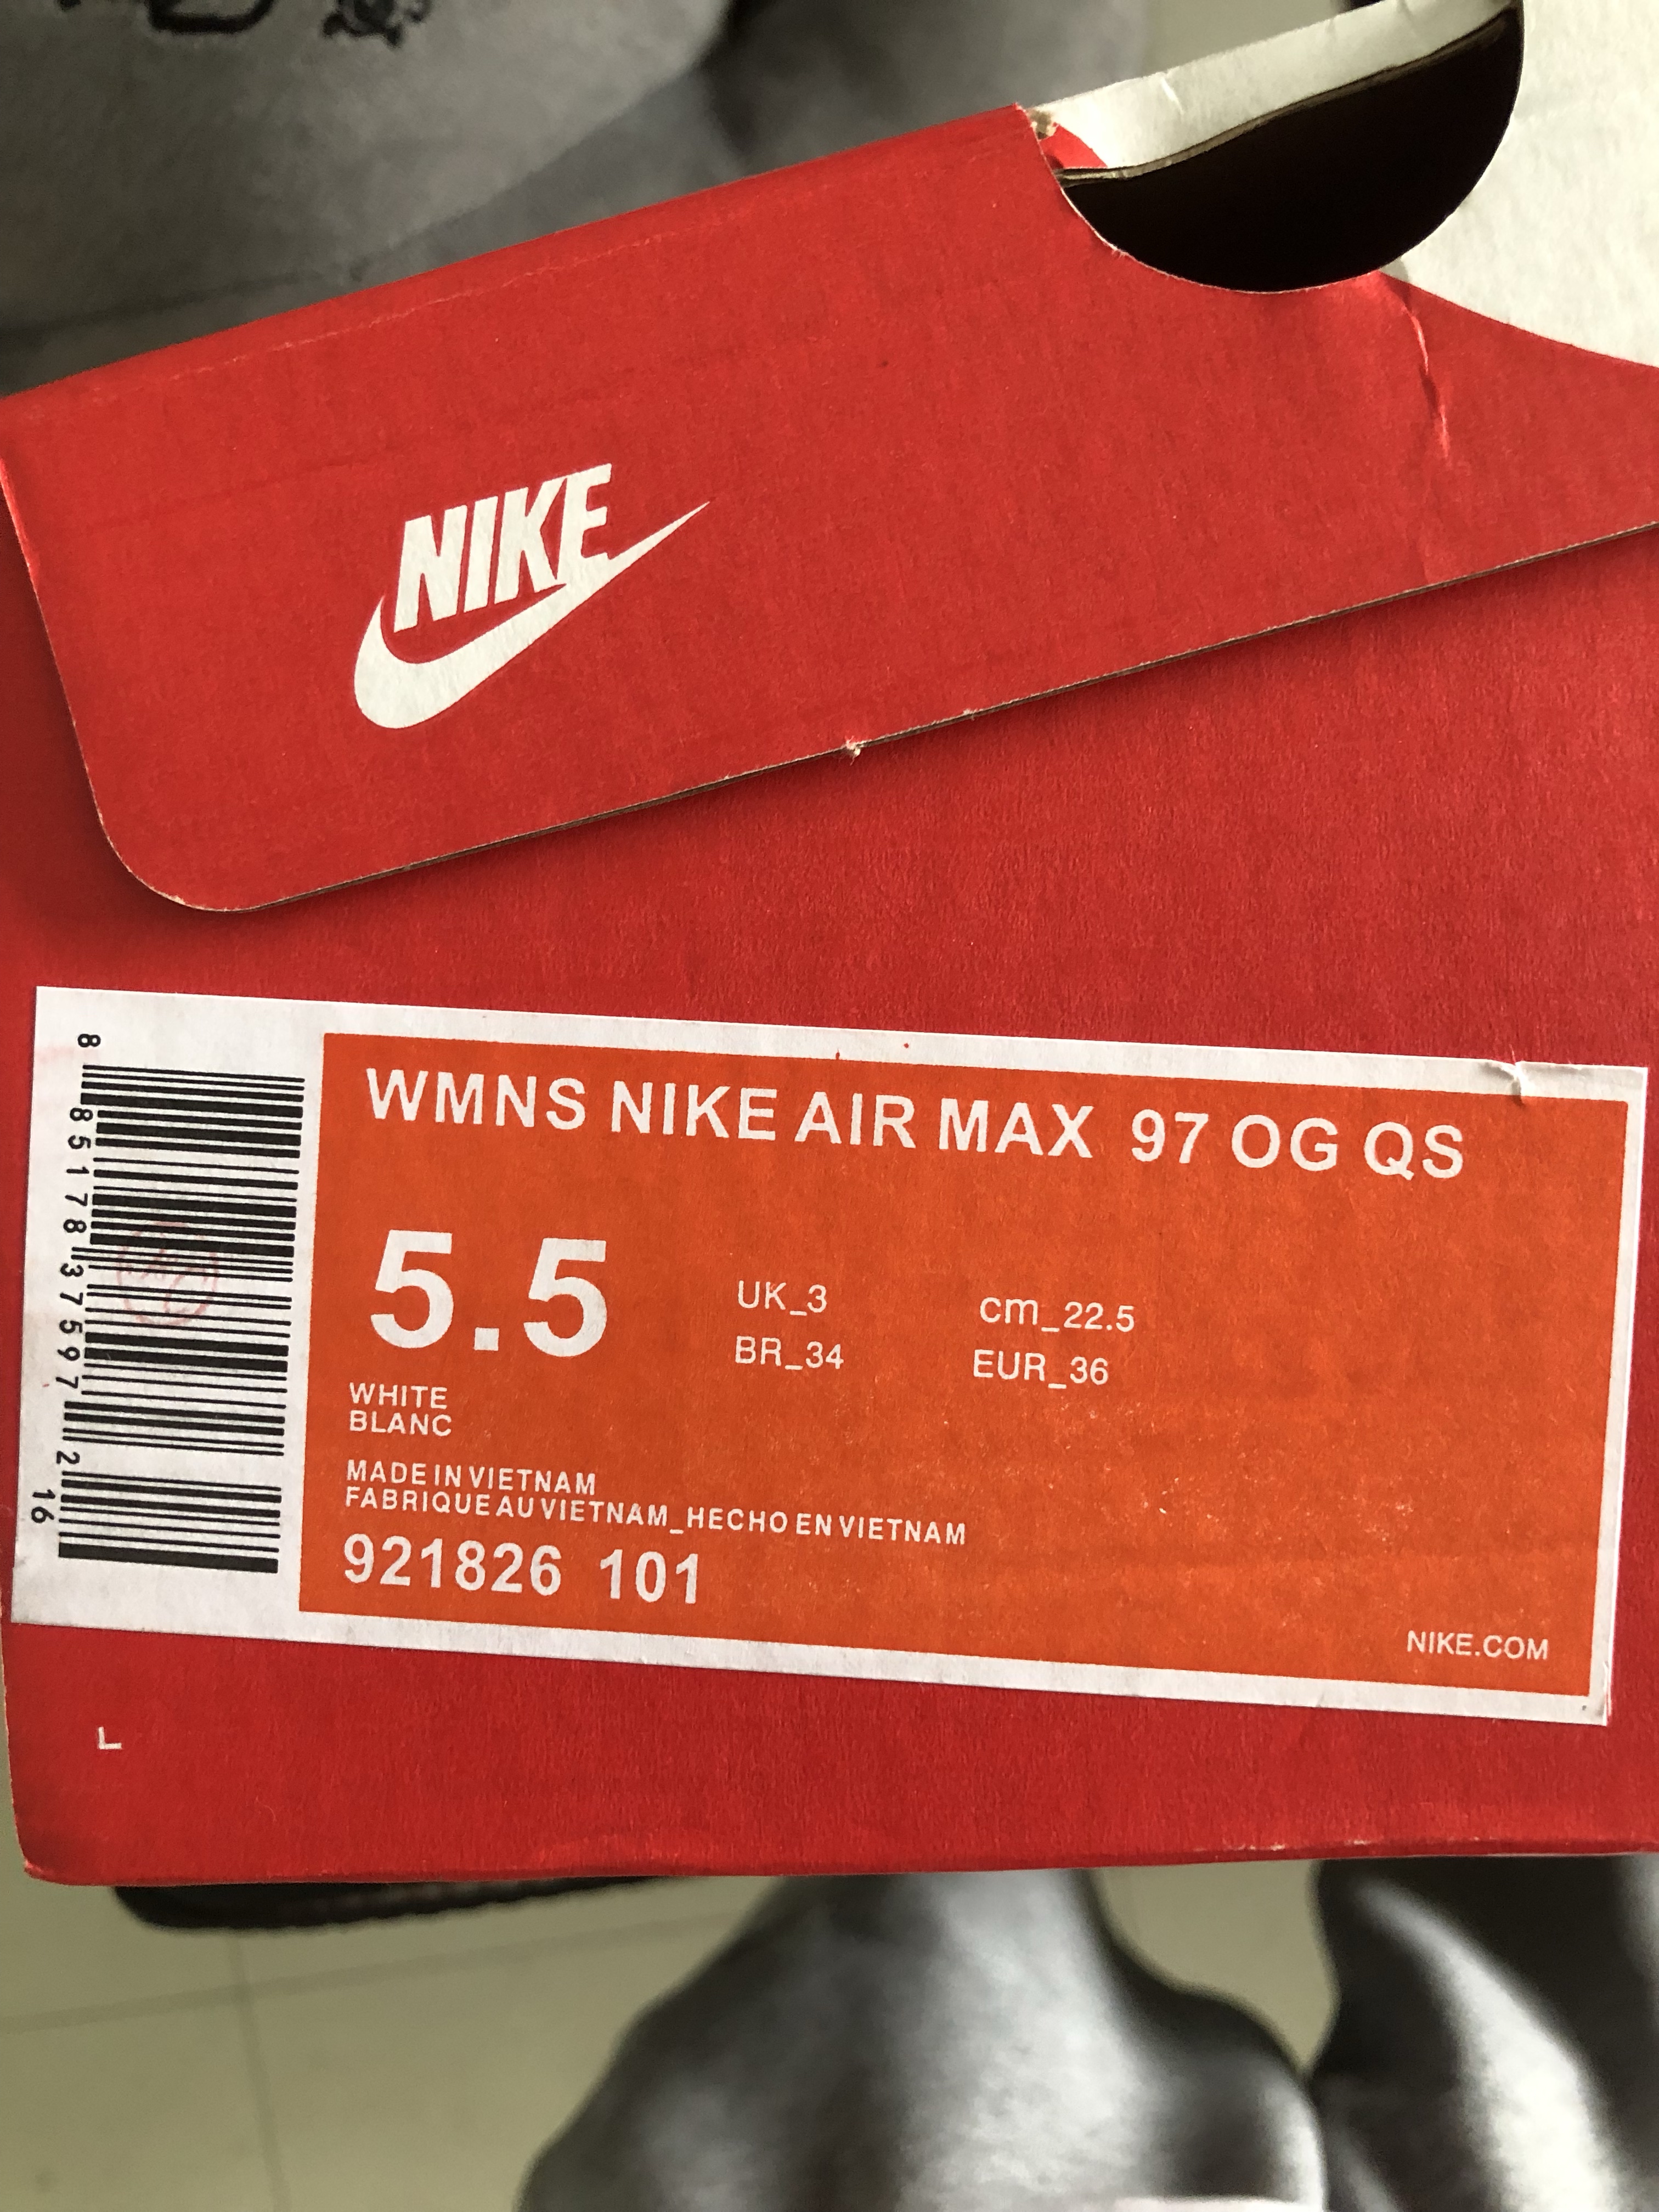 NIKE
WMNS NIKE AIR MAX 97 OG QS
5.5
UK_3 cm_22.5
BR_34 EUR_36
WHITE
BLANC
MADE IN VIETNAM
FABRIQUE AU VIETNAM_HECHO EN VIETNAM
921826 101
NIKE.COM
8 85178 37597 2 16
L